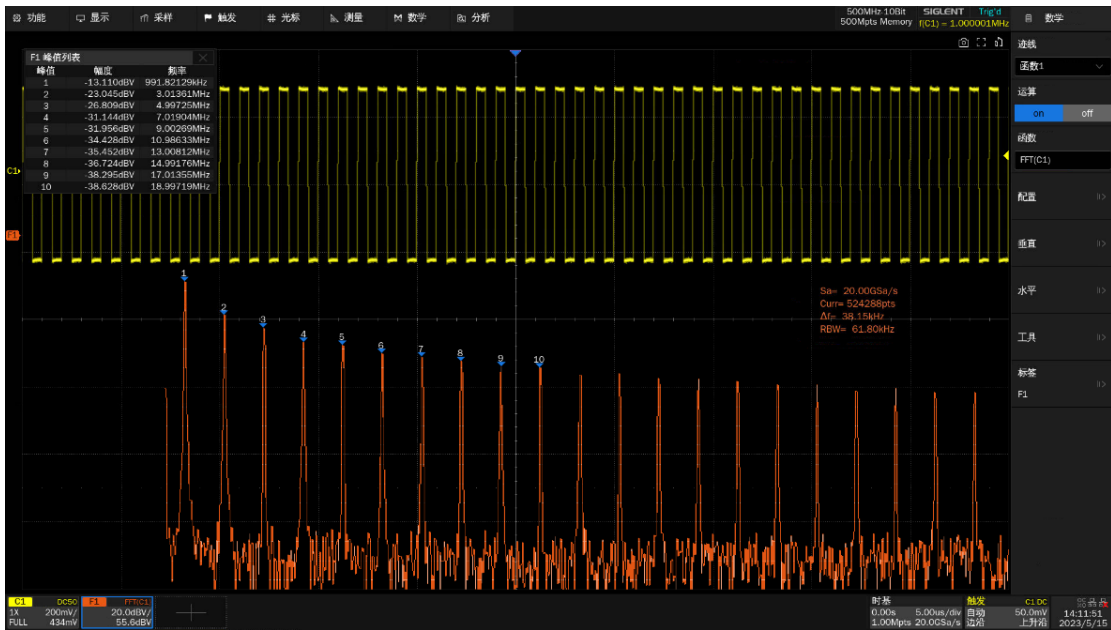 功能 显示 采样 触发 光标 测量 数学 分析
500MHz 10Bit SIGLENT Trig'd
500Mpts Memory f(C1) = 1.000001MHz
数学
F1 峰值列表
峰值 幅度 频率
1 -13.110dBV 991.82129kHz
2 -23.045dBV 3.01361MHz
3 -26.809dBV 4.99725MHz
4 -31.144dBV 7.01904MHz
5 -31.956dBV 9.00269MHz
6 -34.428dBV 10.98633MHz
7 -35.452dBV 13.00812MHz
8 -36.724dBV 14.99176MHz
9 -38.295dBV 17.01355MHz
10 -38.628dBV 18.99719MHz
C1
F1
1
2
3
4
5
6
7
8
9
10
Sa= 20.00GSa/s
Curr= 524288pts
Δf= 38.15kHz
RBW= 61.80kHz
迹线
函数1
运算
on off
函数
FFT(C1)
配置
垂直
水平
工具
标签
F1
C1 DC50
1X 200mV/
FULL 434mV
F1 FFT(C1)
20.0dBV/
55.6dBV
时基
0.00s 5.00us/div
1.00Mpts 20.0GSa/s
触发 C1 DC
自动 50.0mV
边沿 上升沿
14:11:51
2023/5/15